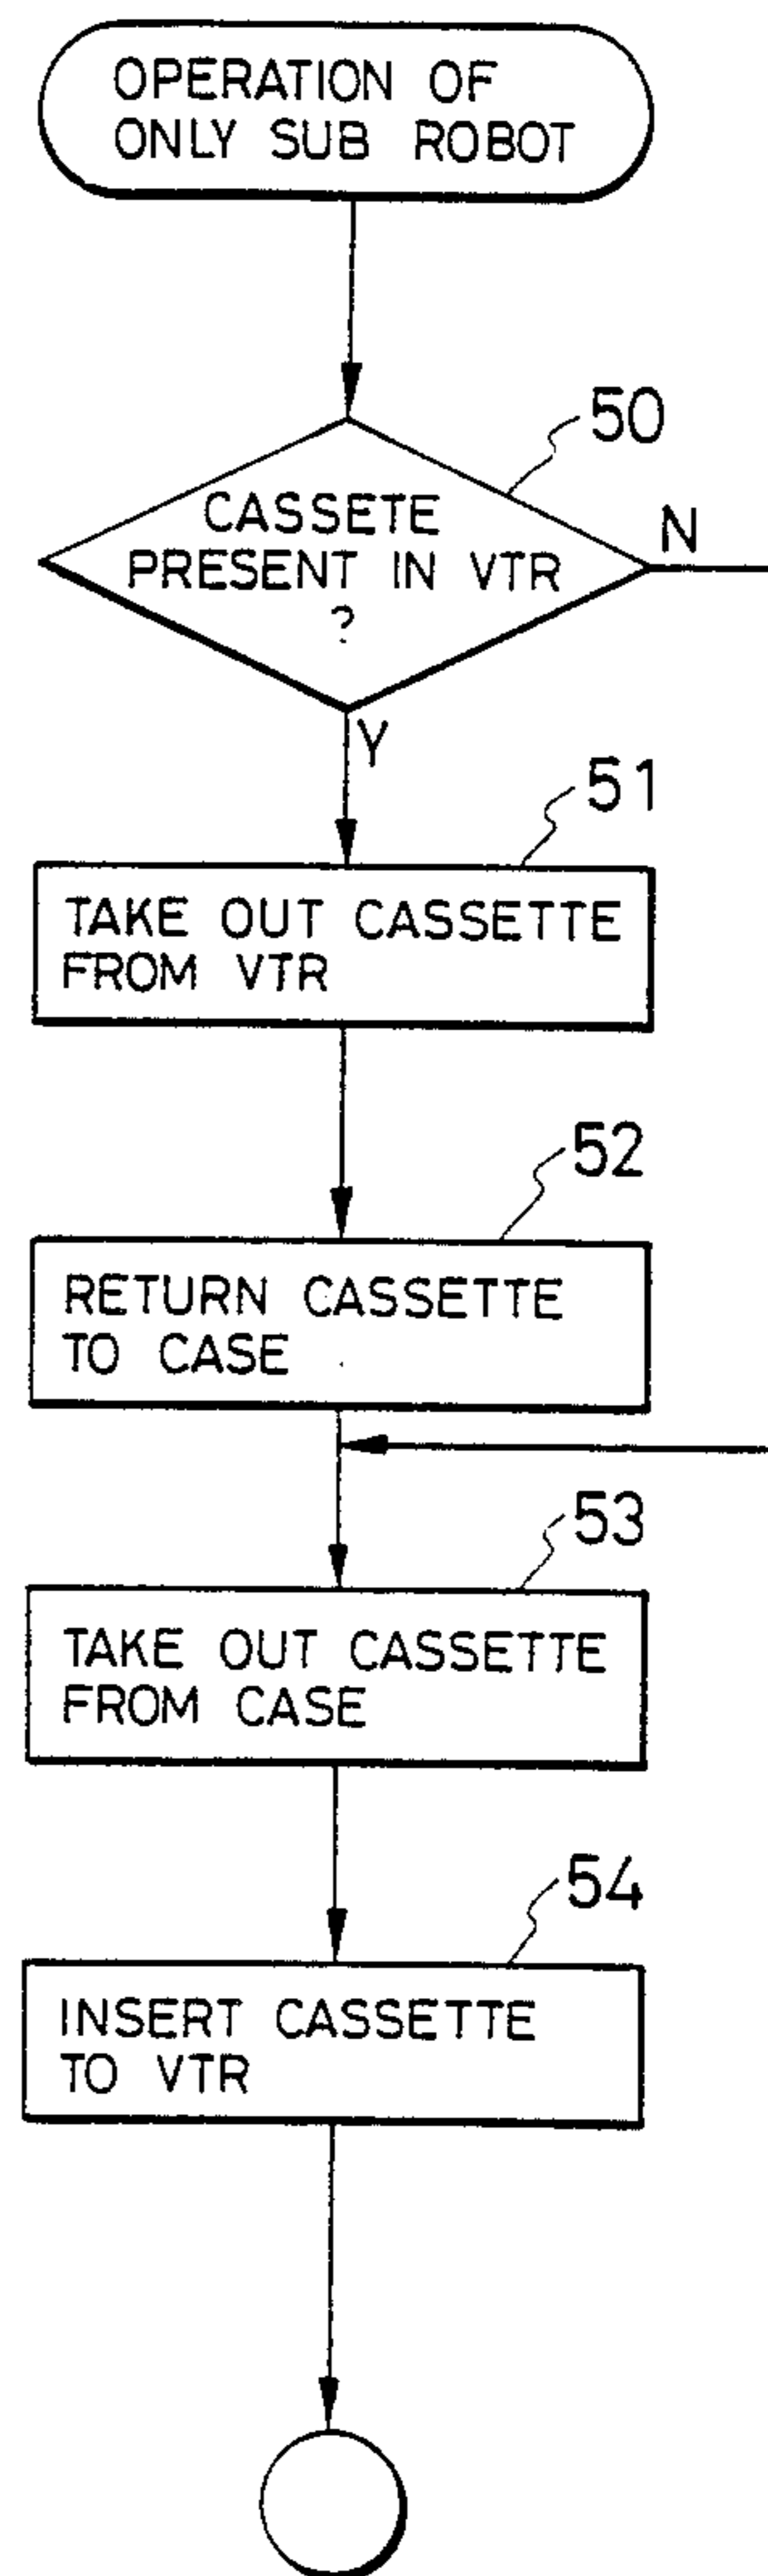 OPERATION OF
ONLY SUB ROBOT
50
CASSETE
PRESENT IN VTR
?
N
Y
51
TAKE OUT CASSETTE
FROM VTR
52
RETURN CASSETTE
TO CASE
53
TAKE OUT CASSETTE
FROM CASE
54
INSERT CASSETTE
TO VTR